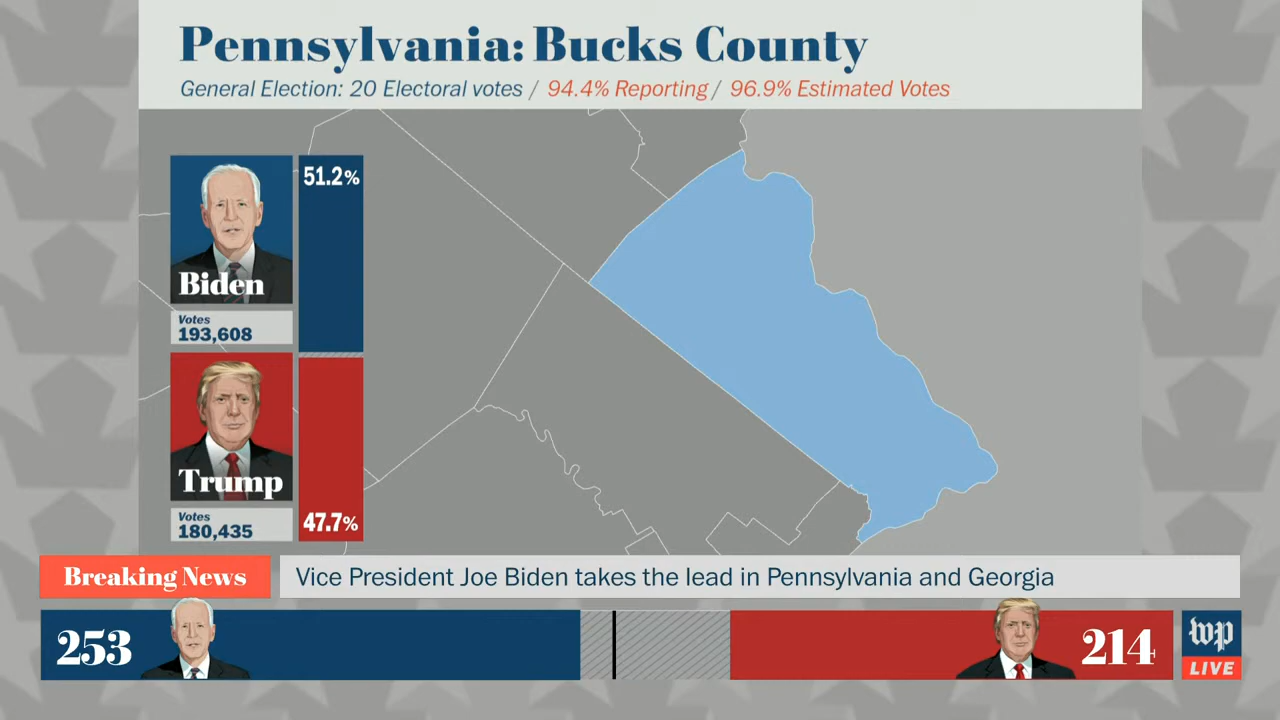 Pennsylvania: Bucks County
General Election: 20 Electoral votes / 94.4% Reporting / 96.9% Estimated Votes
51.2%
Biden
Votes
193,608
Trump
47.7%
Votes
180,435
Breaking News
Vice President Joe Biden takes the lead in Pennsylvania and Georgia
253
214
wp
LIVE